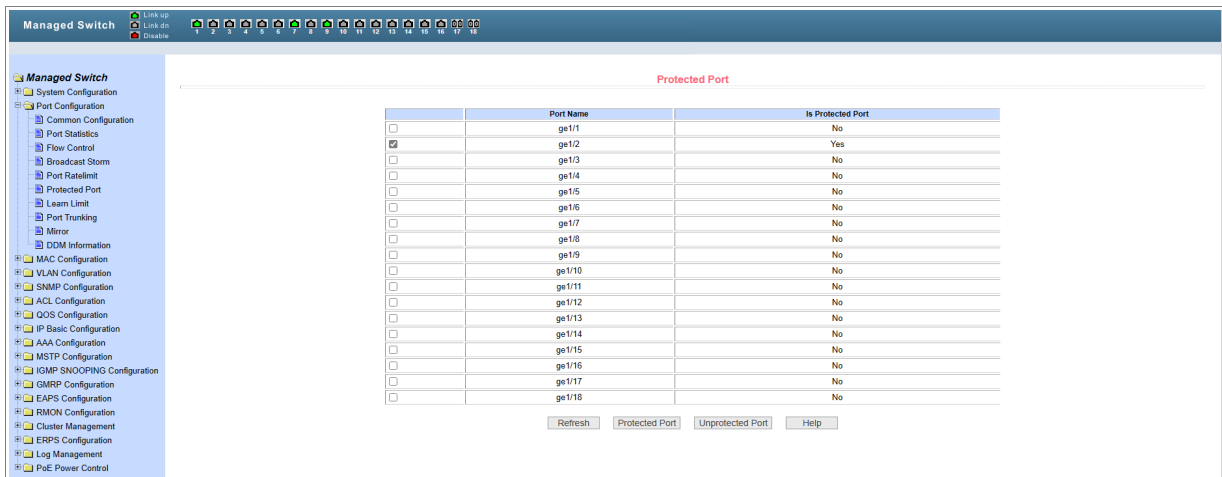 Managed Switch
Link up
Link dn
Disable
1 2 3 4 5 6 7 8 9 10 11 12 13 14 15 16 17 18
Managed Switch
System Configuration
Port Configuration
Common Configuration
Port Statistics
Flow Control
Broadcast Storm
Port Ratelimit
Protected Port
Learn Limit
Port Trunking
Mirror
DDM Information
MAC Configuration
VLAN Configuration
SNMP Configuration
ACL Configuration
QOS Configuration
IP Basic Configuration
AAA Configuration
MSTP Configuration
IGMP SNOOPING Configuration
GMRP Configuration
EAPS Configuration
RMON Configuration
Cluster Management
ERPS Configuration
Log Management
PoE Power Control
Protected Port
Port Name Is Protected Port
ge1/1 No
ge1/2 Yes
ge1/3 No
ge1/4 No
ge1/5 No
ge1/6 No
ge1/7 No
ge1/8 No
ge1/9 No
ge1/10 No
ge1/11 No
ge1/12 No
ge1/13 No
ge1/14 No
ge1/15 No
ge1/16 No
ge1/17 No
ge1/18 No
Refresh Protected Port Unprotected Port Help